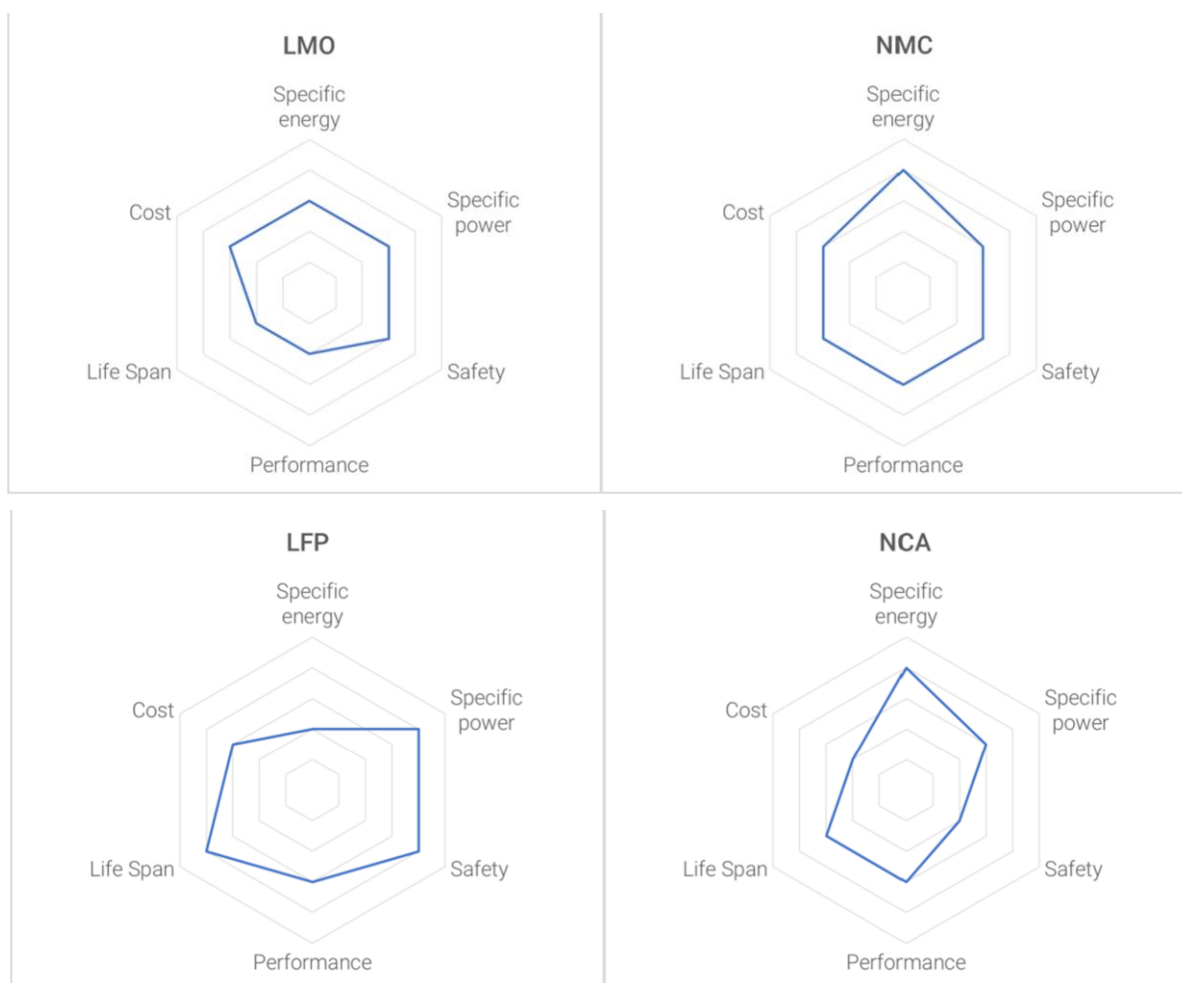 LMO
Specific
energy
Cost
Specific
power
Life Span
Safety
Performance
NMC
Specific
energy
Cost
Specific
power
Life Span
Safety
Performance
LFP
Specific
energy
Cost
Specific
power
Life Span
Safety
Performance
NCA
Specific
energy
Cost
Specific
power
Life Span
Safety
Performance